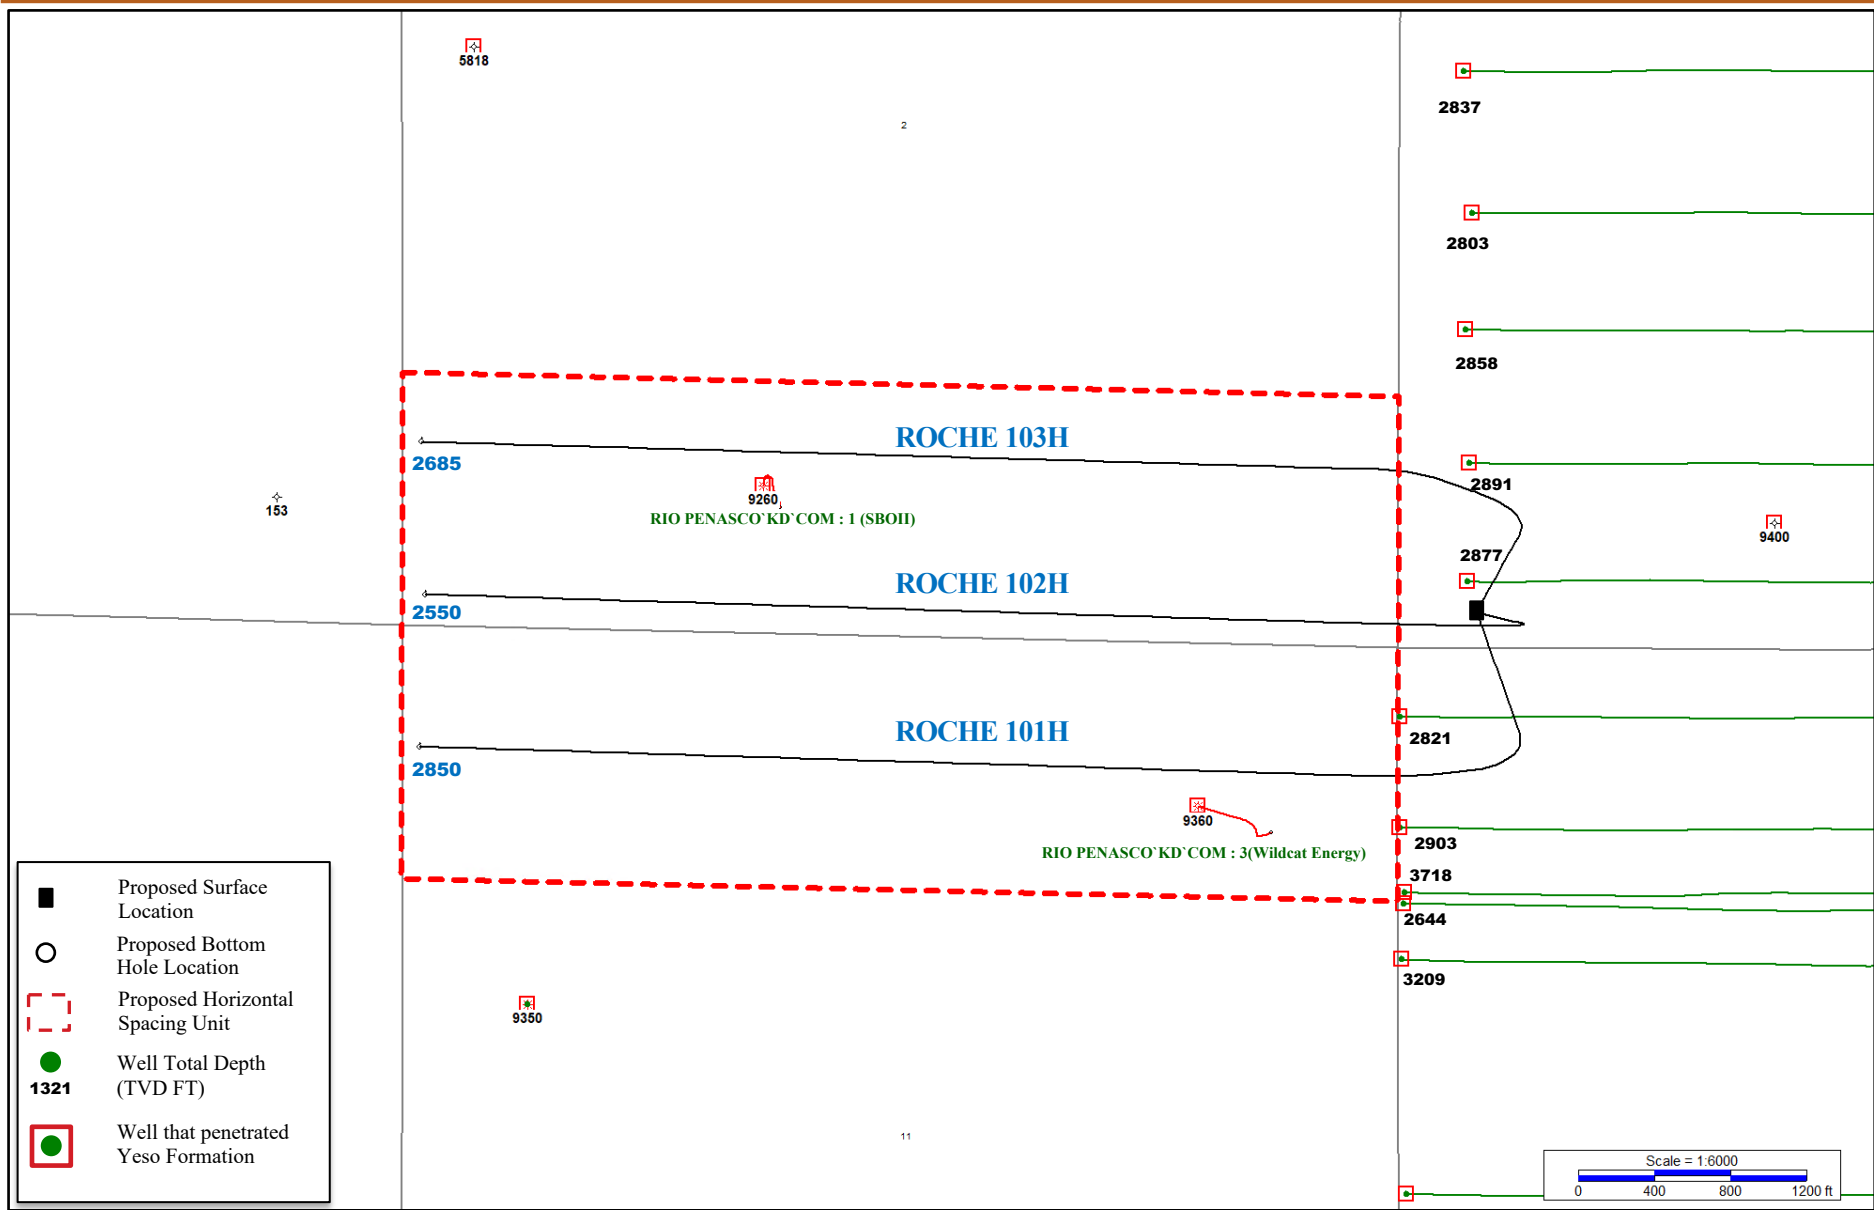 5818
2837
2
2803
2858
ROCHE 103H
2685
2891
9260
153
RIO PENASCO`KD`COM : 1 (SBOII)
9400
2877
ROCHE 102H
2550
ROCHE 101H
2821
2850
9360
2903
RIO PENASCO`KD`COM : 3(Wildcat Energy)
3718
2644
3209
9350
11
Proposed Surface
Location
Proposed Bottom
Hole Location
Proposed Horizontal
Spacing Unit
Well Total Depth
1321 (TVD FT)
Well that penetrated
Yeso Formation
Scale = 1:6000
0 400 800 1200 ft